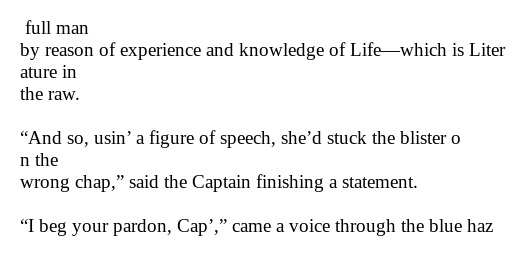 full man
by reason of experience and knowledge of Life—which is Liter
ature in
the raw.
“And so, usin’ a figure of speech, she’d stuck the blister o
n the
wrong chap,” said the Captain finishing a statement.
“I beg your pardon, Cap’,” came a voice through the blue haz